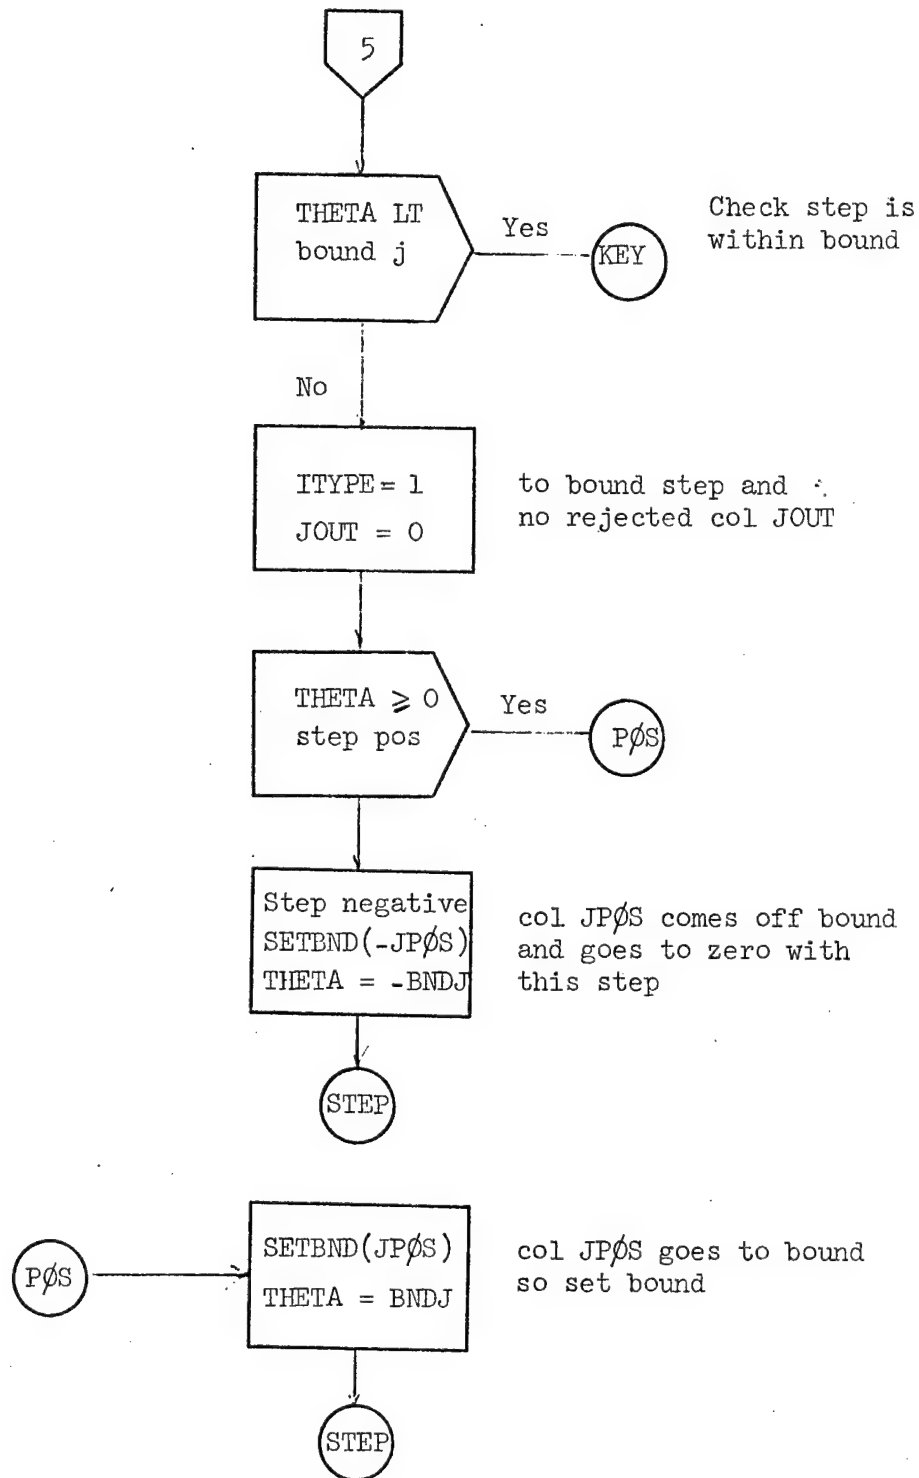 5
THETA LT
bound j
Yes
KEY
Check step is
within bound
No
ITYPE = 1
JOUT = 0
to bound step and
no rejected col JOUT
THETA ⩾ 0
step pos
Yes
PØS
Step negative
SETBND(-JPØS)
THETA = -BNDJ
col JPØS comes off bound
and goes to zero with
this step
STEP
PØS
SETBND(JPØS)
THETA = BNDJ
col JPØS goes to bound
so set bound
STEP